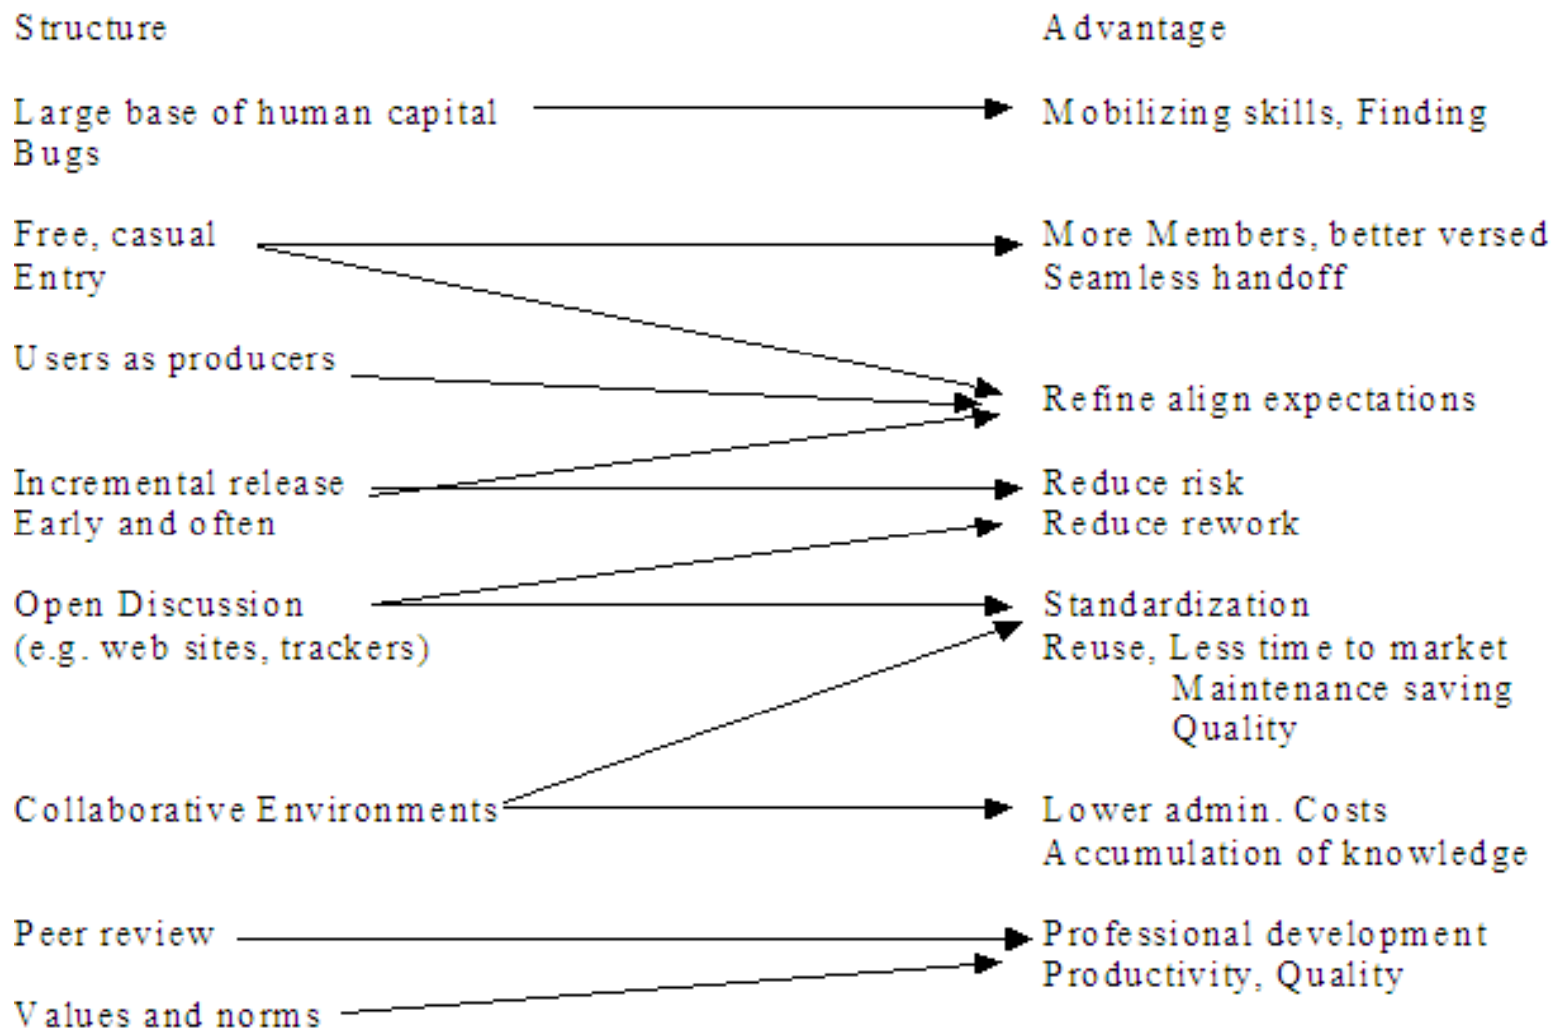 Structure Advantage
Large base of human capital Mobilizing skills, Finding
Bugs
Free, casual More Members, better versed
Entry Seamless handoff
Users as producers
Refine align expectations
Incremental release Reduce risk
Early and often Reduce rework
Open Discussion Standardization
(e.g. web sites, trackers) Reuse, Less time to market
Maintenance saving
Quality
Collaborative Environments Lower admin. Costs
Accumulation of knowledge
Peer review Professional development
Productivity, Quality
Values and norms